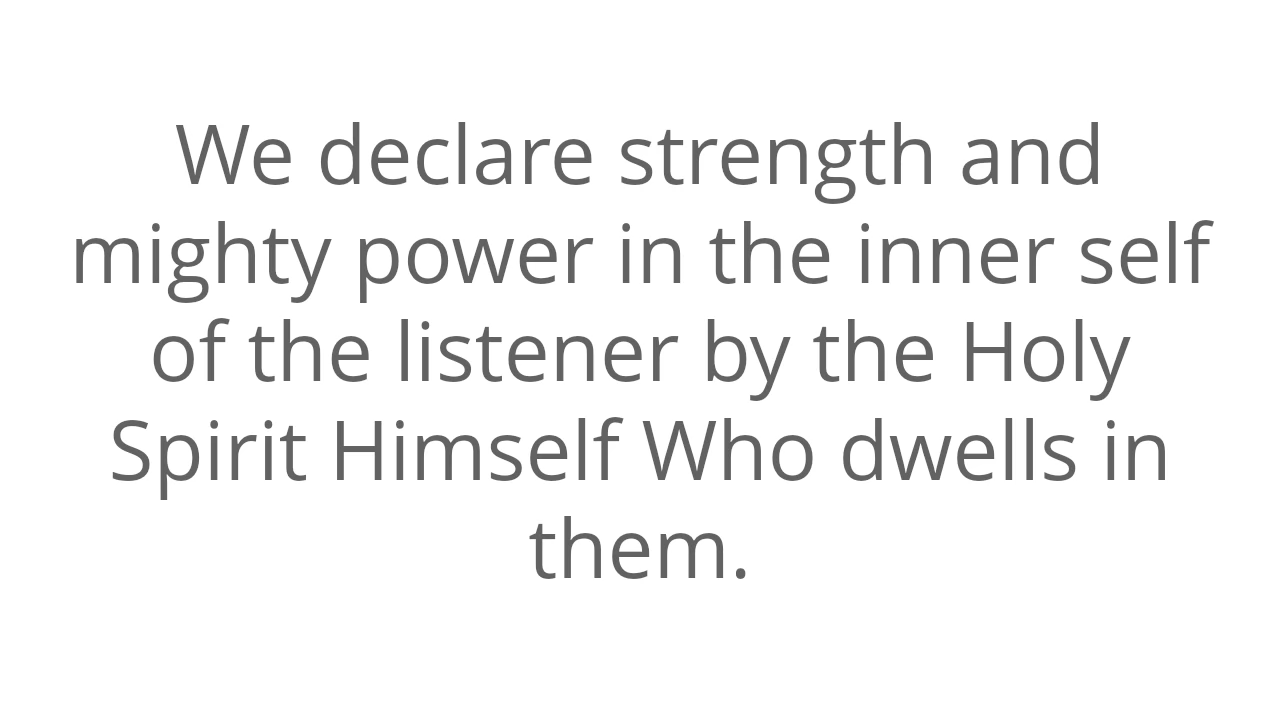 We declare strength and
mighty power in the inner self
of the listener by the Holy
Spirit Himself Who dwells in
them.